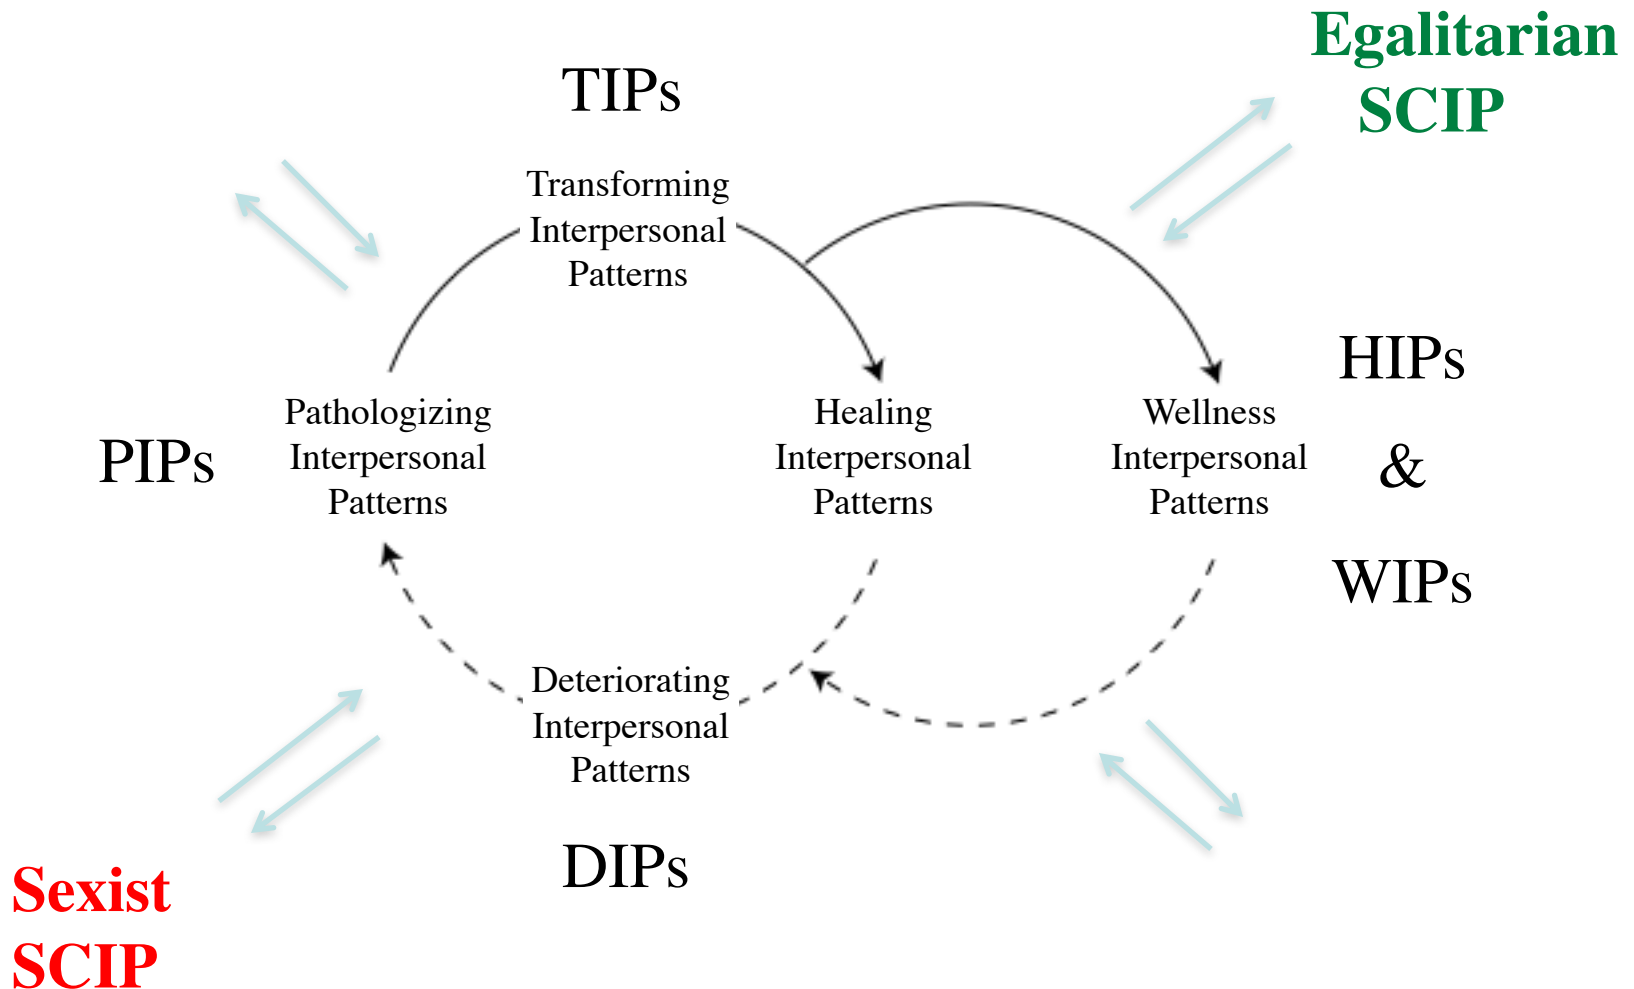 Egalitarian
SCIP
TIPs
Transforming
Interpersonal
Patterns
PIPs
Pathologizing
Interpersonal
Patterns
Healing
Interpersonal
Patterns
Wellness
Interpersonal
Patterns
HIPs
&
WIPs
Deteriorating
Interpersonal
Patterns
DIPs
Sexist
SCIP